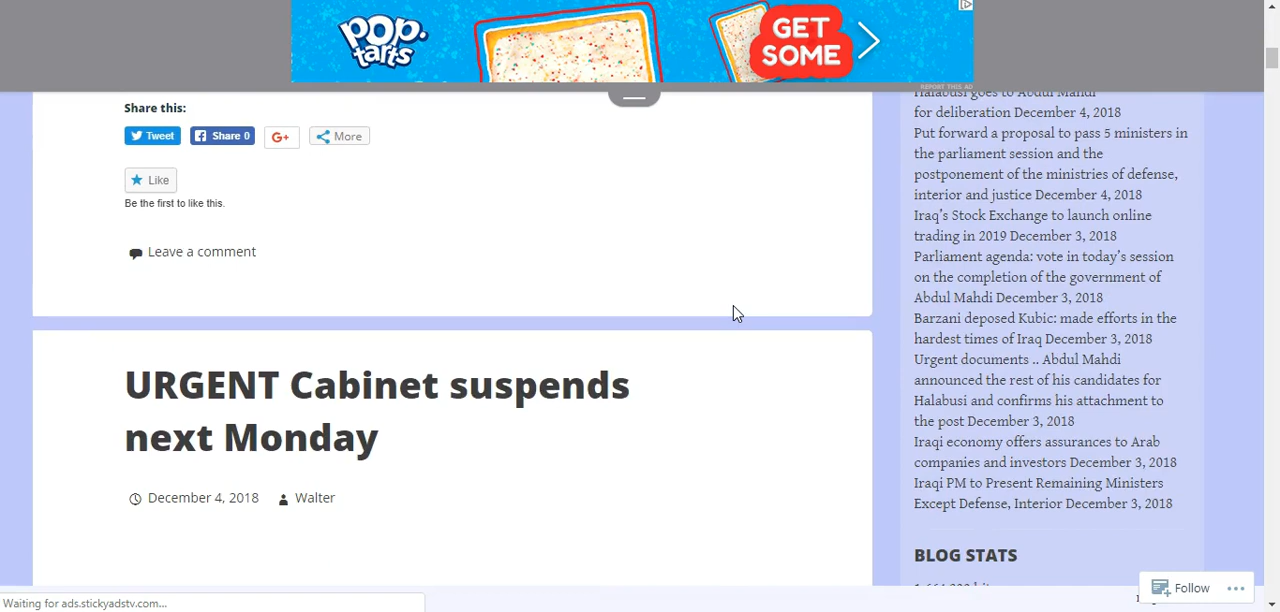 POP.
tarts
GET
SOME
REPORT THIS AD
Share this:
Tweet
Share 0
G+
More
Like
Be the first to like this.
Leave a comment
URGENT Cabinet suspends
next Monday
December 4, 2018 Walter
Halabusi goes to Abdul Mahdi
for deliberation December 4, 2018
Put forward a proposal to pass 5 ministers in
the parliament session and the
postponement of the ministries of defense,
interior and justice December 4, 2018
Iraq's Stock Exchange to launch online
trading in 2019 December 3, 2018
Parliament agenda: vote in today's session
on the completion of the government of
Abdul Mahdi December 3, 2018
Barzani deposed Kubic: made efforts in the
hardest times of Iraq December 3, 2018
Urgent documents .. Abdul Mahdi
announced the rest of his candidates for
Halabusi and confirms his attachment to
the post December 3, 2018
Iraqi economy offers assurances to Arab
companies and investors December 3, 2018
Iraqi PM to Present Remaining Ministers
Except Defense, Interior December 3, 2018
BLOG STATS
Follow
Waiting for ads.stickyadstv.com...